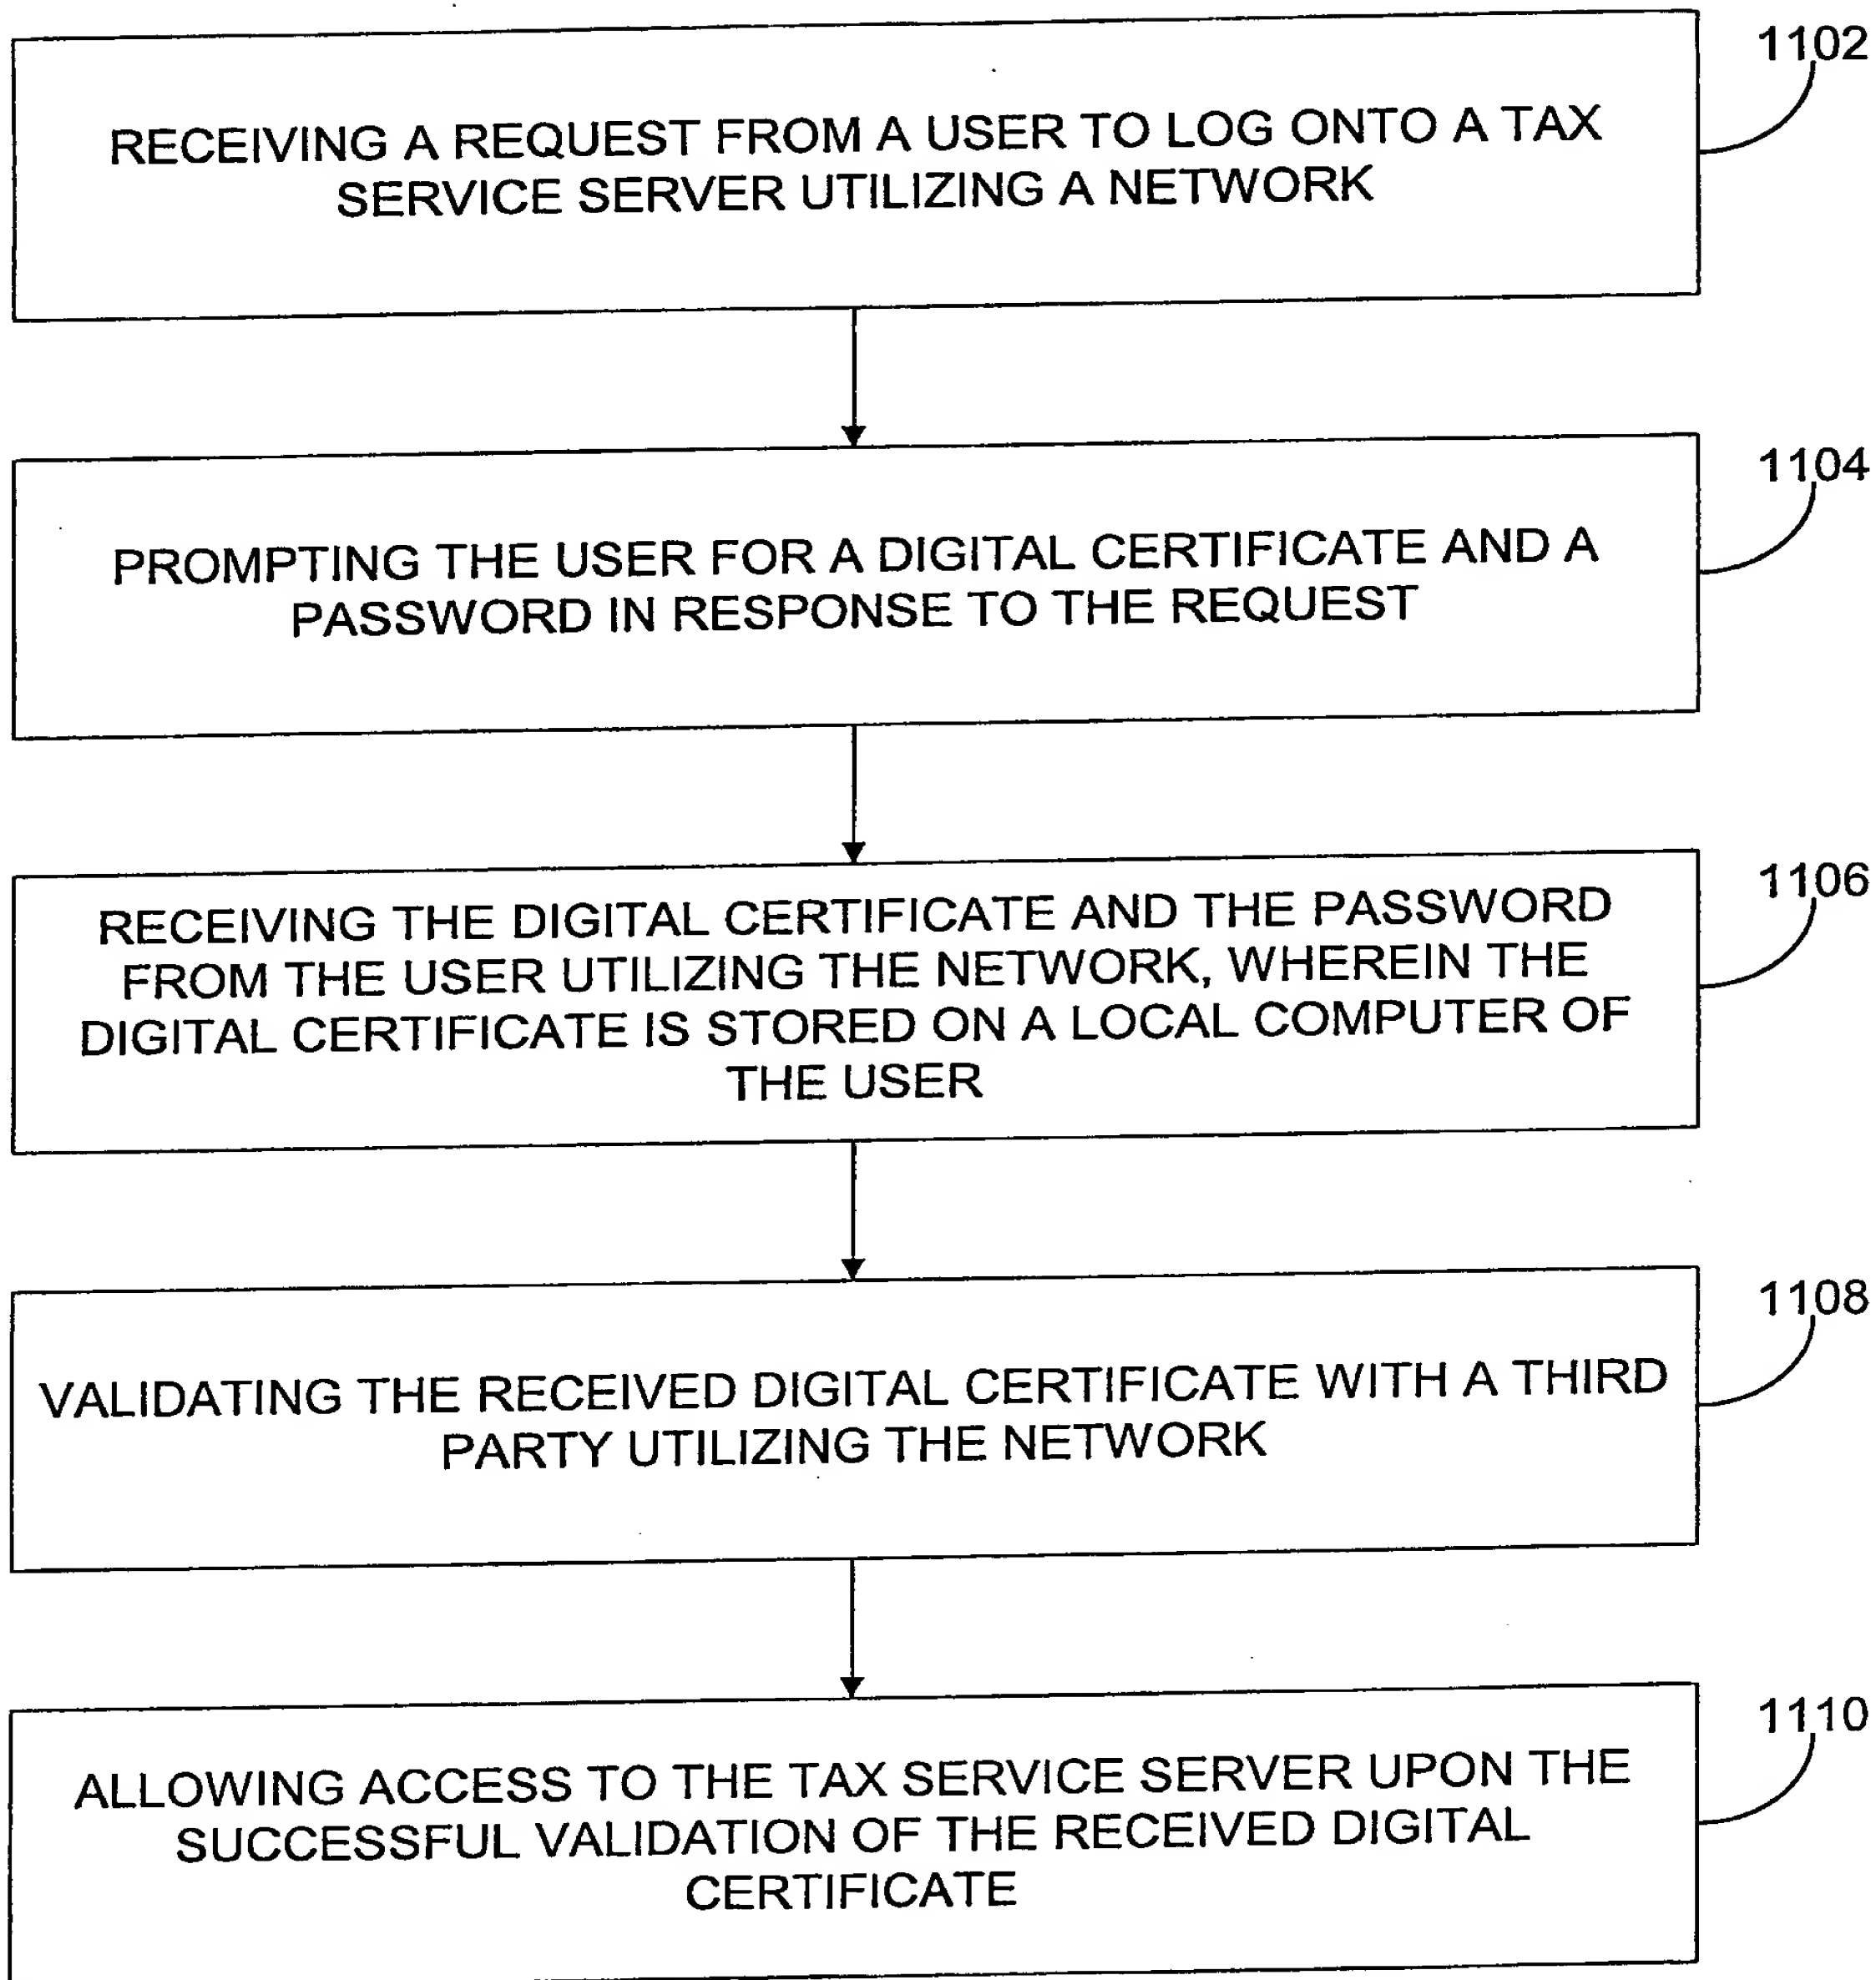 1102
RECEIVING A REQUEST FROM A USER TO LOG ONTO A TAX
SERVICE SERVER UTILIZING A NETWORK
1104
PROMPTING THE USER FOR A DIGITAL CERTIFICATE AND A
PASSWORD IN RESPONSE TO THE REQUEST
1106
RECEIVING THE DIGITAL CERTIFICATE AND THE PASSWORD
FROM THE USER UTILIZING THE NETWORK, WHEREIN THE
DIGITAL CERTIFICATE IS STORED ON A LOCAL COMPUTER OF
THE USER
1108
VALIDATING THE RECEIVED DIGITAL CERTIFICATE WITH A THIRD
PARTY UTILIZING THE NETWORK
1110
ALLOWING ACCESS TO THE TAX SERVICE SERVER UPON THE
SUCCESSFUL VALIDATION OF THE RECEIVED DIGITAL
CERTIFICATE